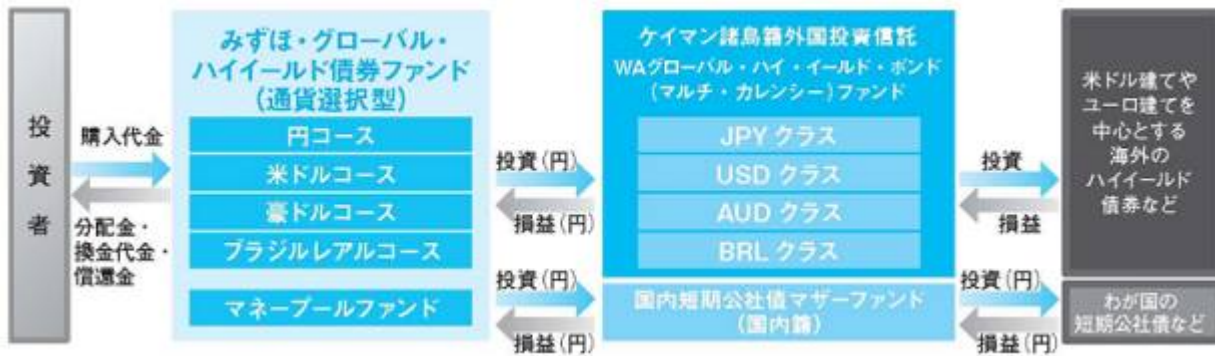 投資者
購入代金
分配金・
換金代金・
償還金
みずほ・グローバル・
ハイイールド債券ファンド
(通貨選択型)
円コース
米ドルコース
豪ドルコース
ブラジルレアルコース
マネープールファンド
投資(円)
損益(円)
投資(円)
損益(円)
ケイマン諸島籍外国投資信託
WAグローバル・ハイ・イールド・ボンド
(マルチ・カレンシー)ファンド
JPY クラス
USD クラス
AUD クラス
BRL クラス
国内短期公社債マザーファンド
(国内籍)
投資
損益
投資(円)
損益(円)
米ドル建てや
ユーロ建てを
中心とする
海外の
ハイイールド
債券など
わが国の
短期公社債など